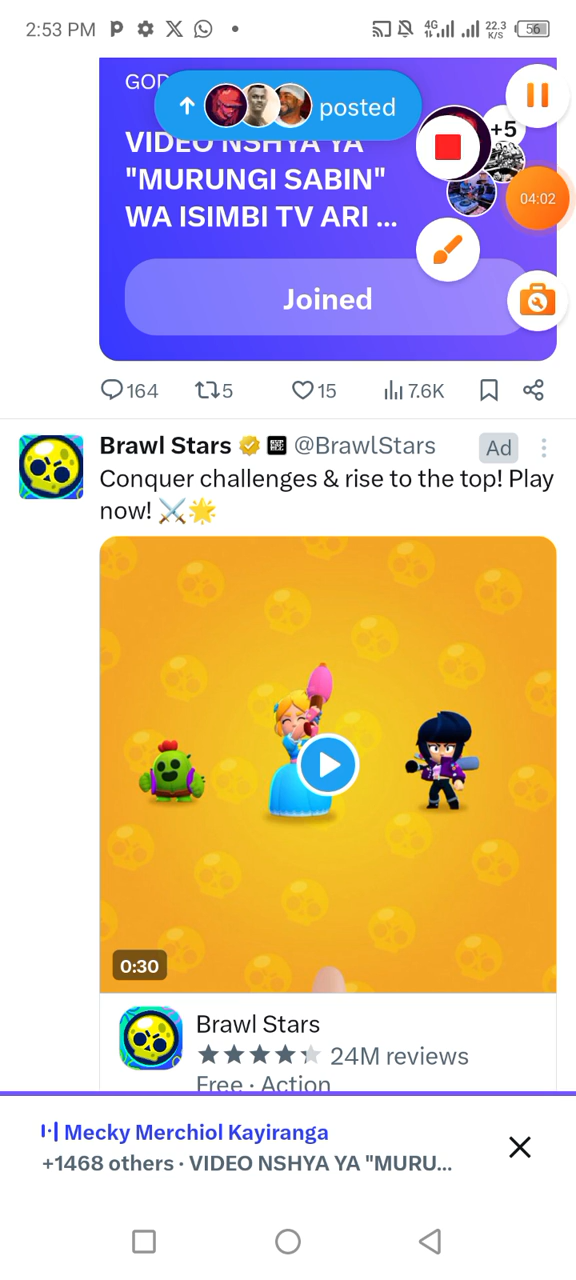 2:53 PM
4G
22.3
K/S
56
GOD
posted
+5
VIDEO NSHYA YA
"MURUNGI SABIN"
WA ISIMBI TV ARI ...
04:02
Joined
164 5 15 7.6K
Brawl Stars @BrawlStars Ad
Conquer challenges & rise to the top! Play
now! ⚔️🌟
0:30
Brawl Stars
24M reviews
Free · Action
Mecky Merchiol Kayiranga
+1468 others · VIDEO NSHYA YA "MURU...